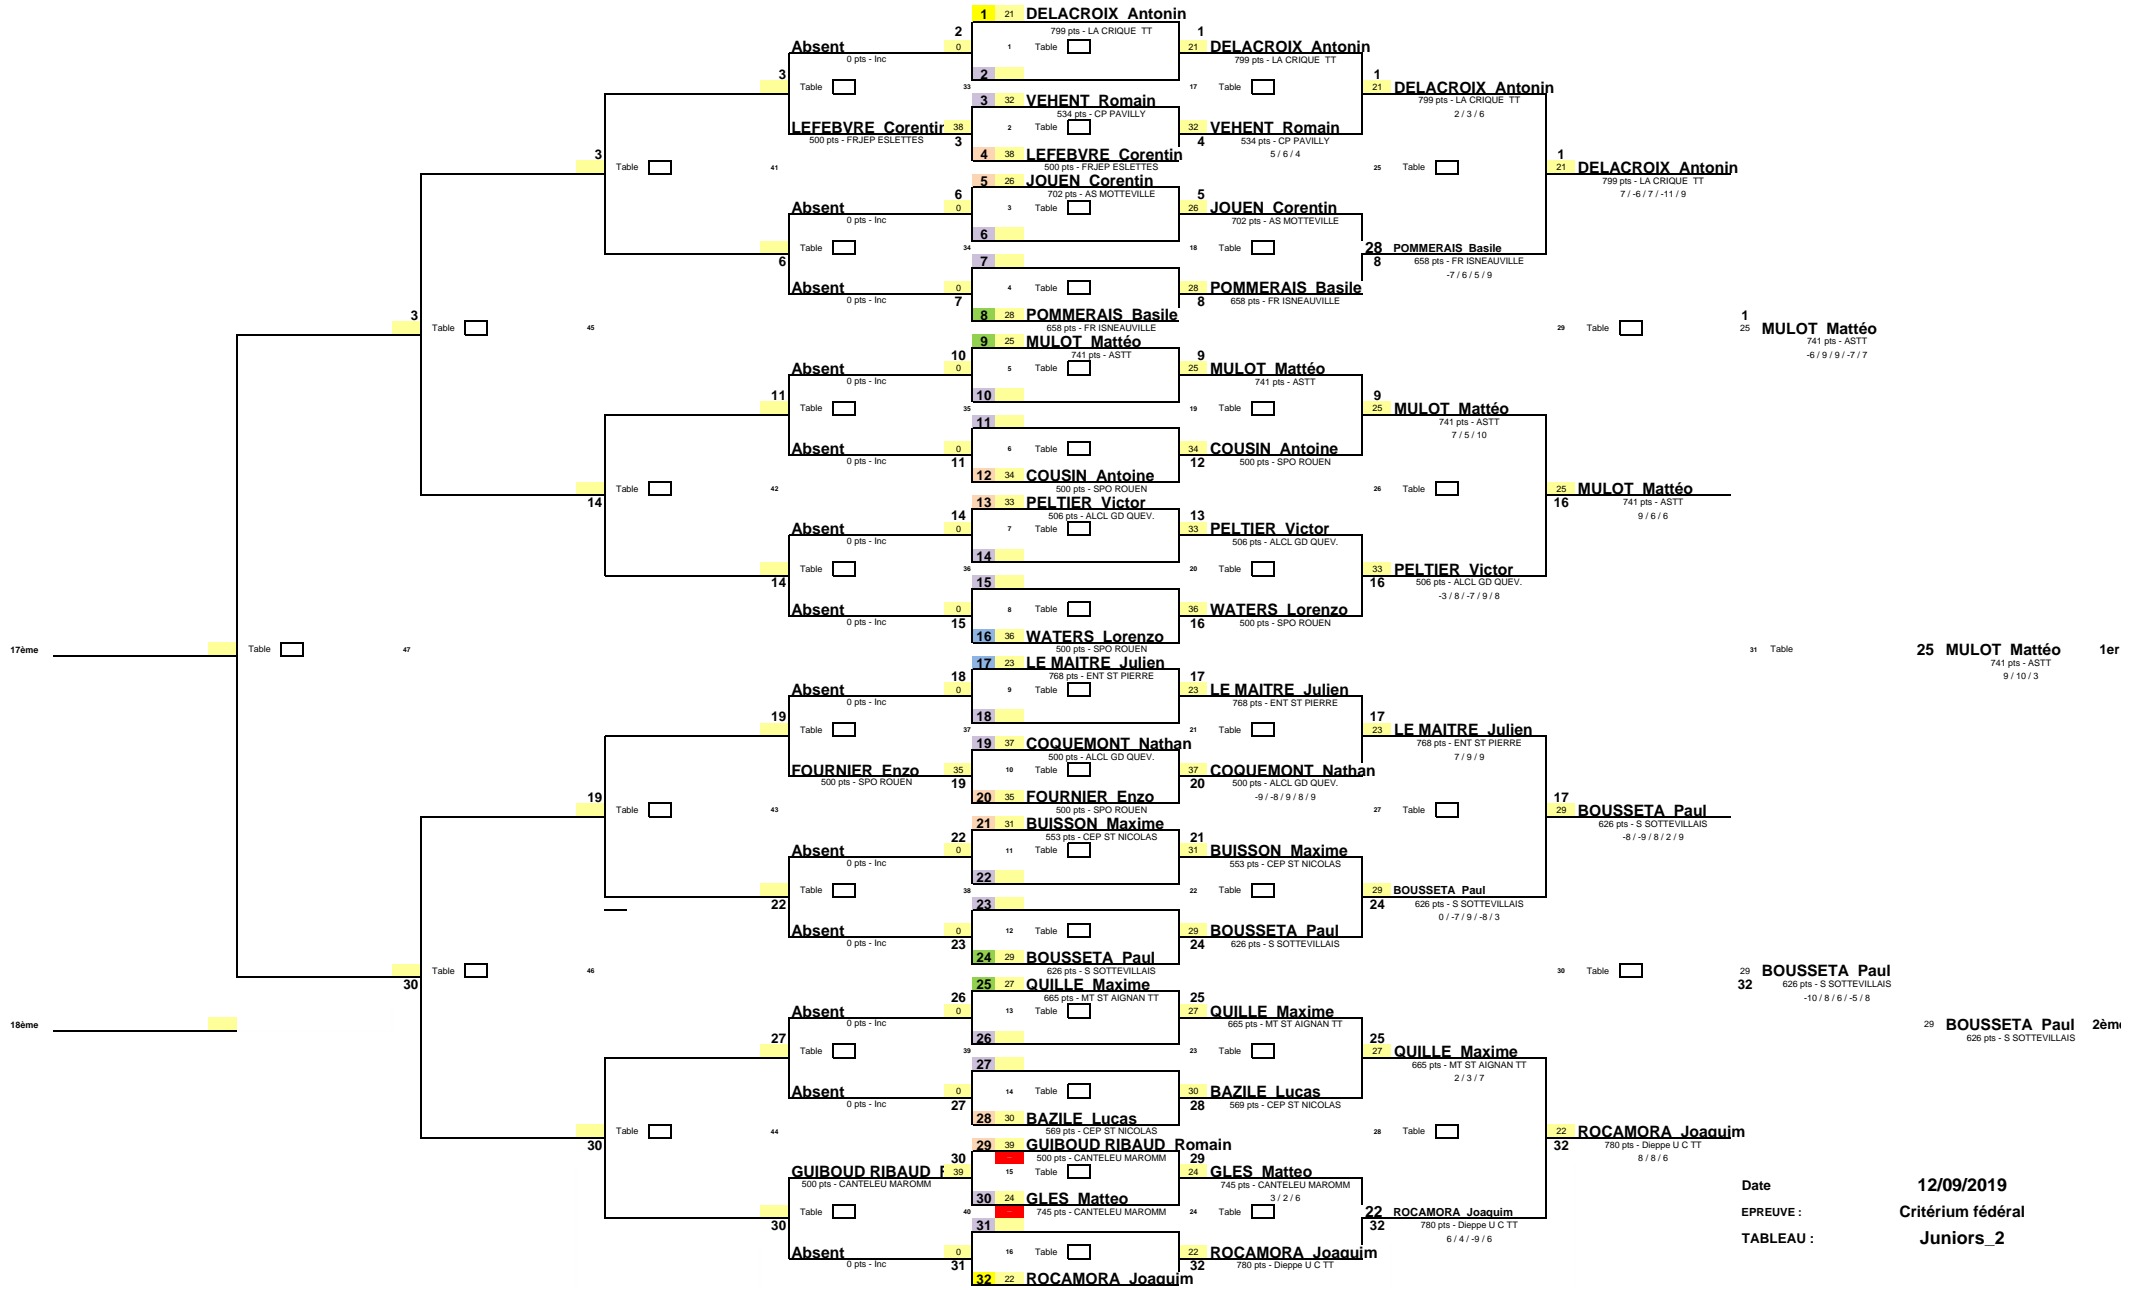 1 21 DELACROIX Antonin
2 799 pts - LA CRIQUE TT 1
Absent 0 1 Table 21 DELACROIX Antonin
0 pts - Inc 799 pts - LA CRIQUE TT
3 2 1
Table 33 17 Table 21 DELACROIX Antonin
3 32 VEHENT Romain 799 pts - LA CRIQUE TT
534 pts - CP PAVILLY 2 / 3 / 6
LEFEBVRE Corentin 38 2 Table 32 VEHENT Romain
500 pts - FRJEP ESLETTES 3 4 534 pts - CP PAVILLY
3 4 38 LEFEBVRE Corentin 5 / 6 / 4 1
Table 41 500 pts - FRJEP ESLETTES 25 Table 21 DELACROIX Antonin
5 26 JOUEN Corentin 799 pts - LA CRIQUE TT
6 702 pts - AS MOTTEVILLE 5 7 / -6 / 7 / -11 / 9
Absent 0 3 Table 26 JOUEN Corentin
0 pts - Inc 702 pts - AS MOTTEVILLE
6
Table 34 18 Table 28 POMMERAIS Basile
6 7 8 658 pts - FR ISNEAUVILLE
-7 / 6 / 5 / 9
Absent 0 4 Table 28 POMMERAIS Basile
0 pts - Inc 7 8 658 pts - FR ISNEAUVILLE
3 8 28 POMMERAIS Basile 1
Table 45 658 pts - FR ISNEAUVILLE 29 Table 25 MULOT Mattéo
9 25 MULOT Mattéo 741 pts - ASTT
10 741 pts - ASTT 9 -6 / 9 / 9 / -7 / 7
Absent 0 5 Table 25 MULOT Mattéo
0 pts - Inc 741 pts - ASTT
11 10 9
Table 35 19 Table 25 MULOT Mattéo
11 741 pts - ASTT
7 / 5 / 10
Absent 0 6 Table 34 COUSIN Antoine
0 pts - Inc 11 12 500 pts - SPO ROUEN
12 34 COUSIN Antoine
Table 42 500 pts - SPO ROUEN 26 Table 25 MULOT Mattéo
14 13 33 PELTIER Victor 16 741 pts - ASTT
14 506 pts - ALCL GD QUEV. 13 9 / 6 / 6
Absent 0 7 Table 33 PELTIER Victor
0 pts - Inc 506 pts - ALCL GD QUEV.
14
Table 36 20 Table 33 PELTIER Victor
14 15 16 506 pts - ALCL GD QUEV.
-3 / 8 / -7 / 9 / 8
Absent 0 8 Table 36 WATERS Lorenzo
0 pts - Inc 15 16 500 pts - SPO ROUEN
16 36 WATERS Lorenzo
17ème Table 47 500 pts - SPO ROUEN 31 Table 25 MULOT Mattéo 1er
17 23 LE MAITRE Julien 741 pts - ASTT
18 768 pts - ENT ST PIERRE 17 9 / 10 / 3
Absent 0 9 Table 23 LE MAITRE Julien
0 pts - Inc 768 pts - ENT ST PIERRE
19 18 17
Table 37 21 Table 23 LE MAITRE Julien
19 37 COQUEMONT Nathan 768 pts - ENT ST PIERRE
500 pts - ALCL GD QUEV. 7 / 9 / 9
FOURNIER Enzo 35 10 Table 37 COQUEMONT Nathan
500 pts - SPO ROUEN 19 20 500 pts - ALCL GD QUEV.
19 20 35 FOURNIER Enzo -9 / -8 / 9 / 8 / 9 17
Table 43 500 pts - SPO ROUEN 27 Table 29 BOUSSETA Paul
21 31 BUISSON Maxime 626 pts - S SOTTEVILLAIS
22 553 pts - CEP ST NICOLAS 21 -8 / -9 / 8 / 2 / 9
Absent 0 11 Table 31 BUISSON Maxime
0 pts - Inc 553 pts - CEP ST NICOLAS
22
Table 38 22 Table 29 BOUSSETA Paul
22 23 24 626 pts - S SOTTEVILLAIS
0 / -7 / 9 / -8 / 3
Absent 0 12 Table 29 BOUSSETA Paul
0 pts - Inc 23 24 626 pts - S SOTTEVILLAIS
24 29 BOUSSETA Paul
Table 46 626 pts - S SOTTEVILLAIS 30 Table 29 BOUSSETA Paul
30 25 27 QUILLE Maxime 32 626 pts - S SOTTEVILLAIS
26 665 pts - MT ST AIGNAN TT 25 -10 / 8 / 6 / -5 / 8
Absent 0 13 Table 27 QUILLE Maxime
0 pts - Inc 665 pts - MT ST AIGNAN TT
18ème 29 BOUSSETA Paul 2èm
626 pts - S SOTTEVILLAIS
27 26 25
Table 39 23 Table 27 QUILLE Maxime
27 665 pts - MT ST AIGNAN TT
2 / 3 / 7
Absent 0 14 Table 30 BAZILE Lucas
0 pts - Inc 27 28 569 pts - CEP ST NICOLAS
28 30 BAZILE Lucas
Table 44 569 pts - CEP ST NICOLAS 28 Table 22 ROCAMORA Joaquim
30 29 39 GUIBOUD RIBAUD Romain 32 780 pts - Dieppe U C TT
30 500 pts - CANTELEU MAROMM 29 8 / 8 / 6
GUIBOUD RIBAUD 39 15 Table 24 GLES Matteo
500 pts - CANTELEU MAROMM 745 pts - CANTELEU MAROMM
30 24 GLES Matteo 3 / 2 / 6
Date 12/09/2019
Table 40 745 pts - CANTELEU MAROMM 24 Table 22 ROCAMORA Joaquim
EPREUVE : Critérium fédéral
30 31 32 780 pts - Dieppe U C TT
6 / 4 / -9 / 6
TABLEAU : Juniors_2
Absent 0 16 Table 22 ROCAMORA Joaquim
0 pts - Inc 31 32 780 pts - Dieppe U C TT
32 22 ROCAMORA Joaquim